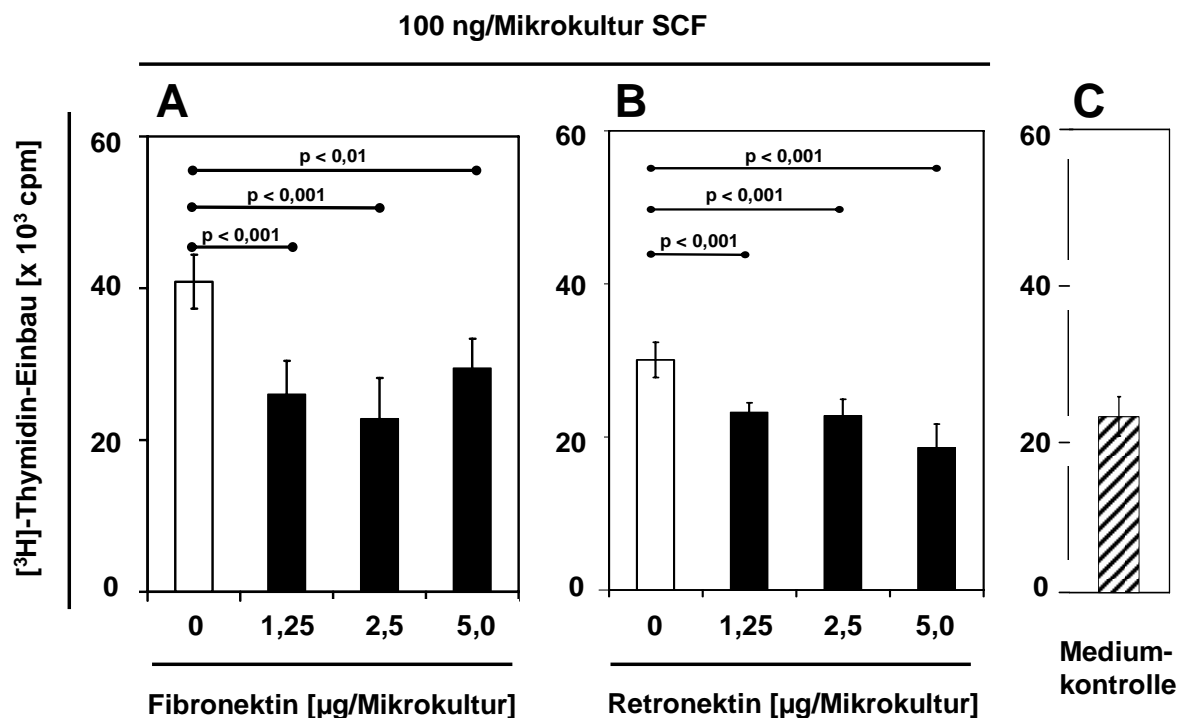 100 ng/Mikrokultur SCF
A
B
C
[³H]-Thymidin-Einbau [x 10³ cpm]
60
40
20
0
p < 0,01
p < 0,001
p < 0,001
0 1,25 2,5 5,0
Fibronektin [µg/Mikrokultur]
60
40
20
0
p < 0,001
p < 0,001
p < 0,001
0 1,25 2,5 5,0
Retronektin [µg/Mikrokultur]
60
40
20
0
Medium-
kontrolle